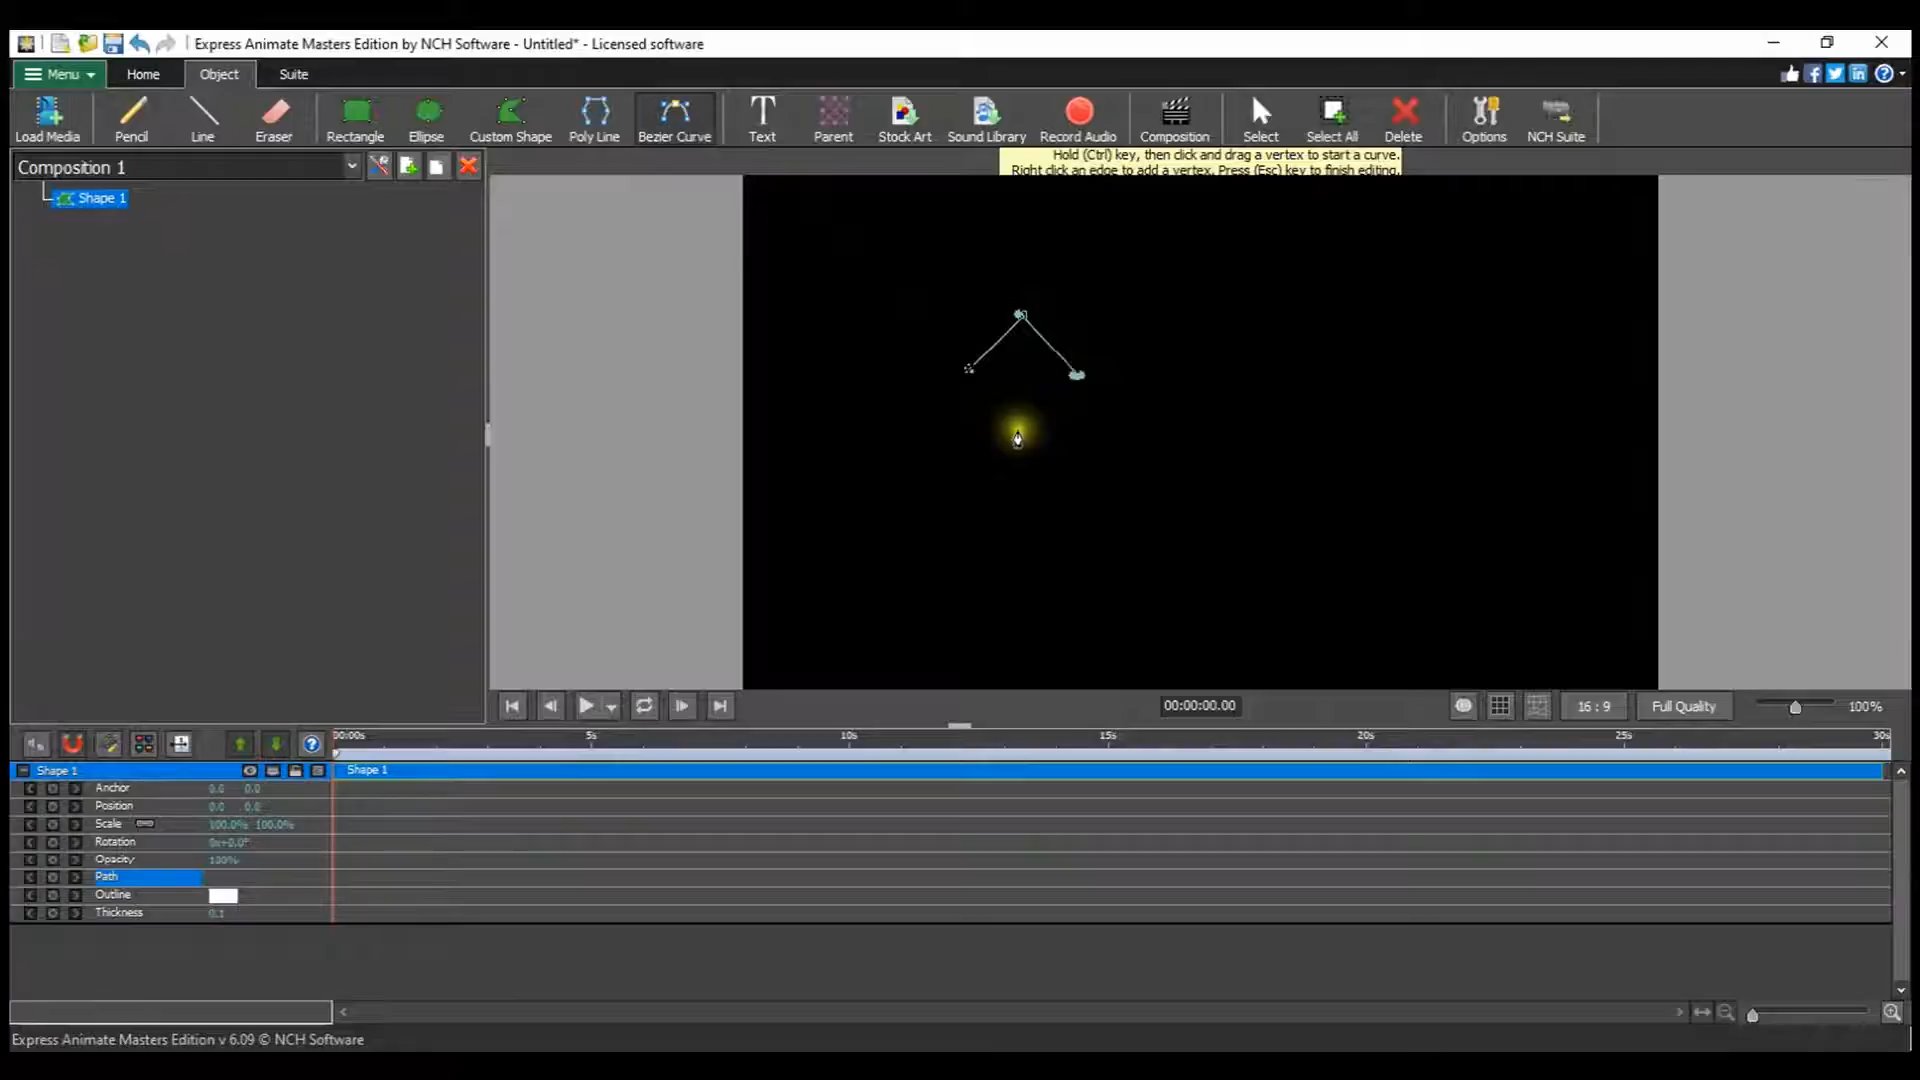 Express Animate Masters Edition by NCH Software - Untitled* - Licensed software
Menu Home Object Suite
Load Media Pencil Line Eraser Rectangle Ellipse Custom Shape Poly Line Bezier Curve Text Parent Stock Art Sound Library Record Audio Composition Select Select All Delete Options NCH Suite
Composition 1
Hold (Ctrl) key, then click and drag a vertex to start a curve.
Right click an edge to add a vertex. Press (Esc) key to finish editing.
Shape 1
00:00:00.00 16 : 9 Full Quality 100%
00:00s 5s 10s 15s 20s 25s 30s
Shape 1 Shape 1
Anchor 0.0 0.0
Position 0.0 0.0
Scale 100.0% 100.0%
Rotation 0x+0.0°
Opacity 100%
Path
Outline
Thickness 0.1
Express Animate Masters Edition v 6.09 © NCH Software